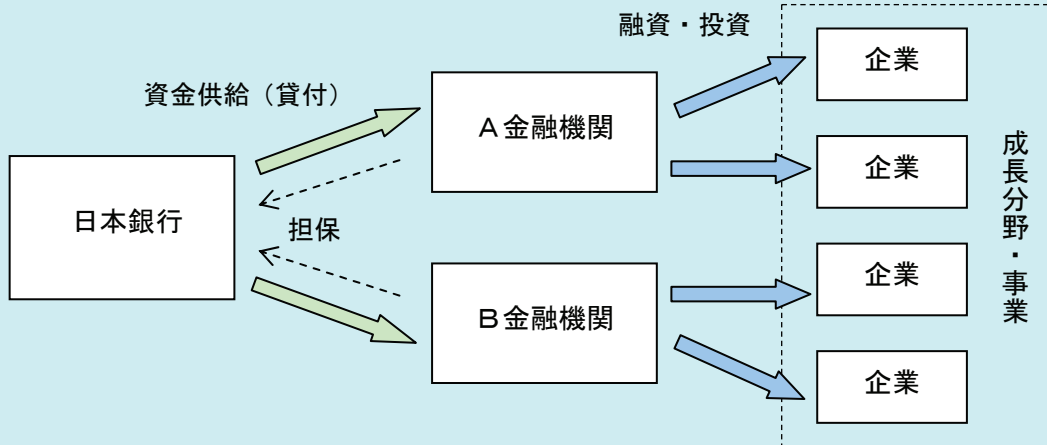 融資・投資
資金供給（貸付）
日本銀行
担保
Ａ金融機関
Ｂ金融機関
企業
企業
企業
企業
成長分野・事業